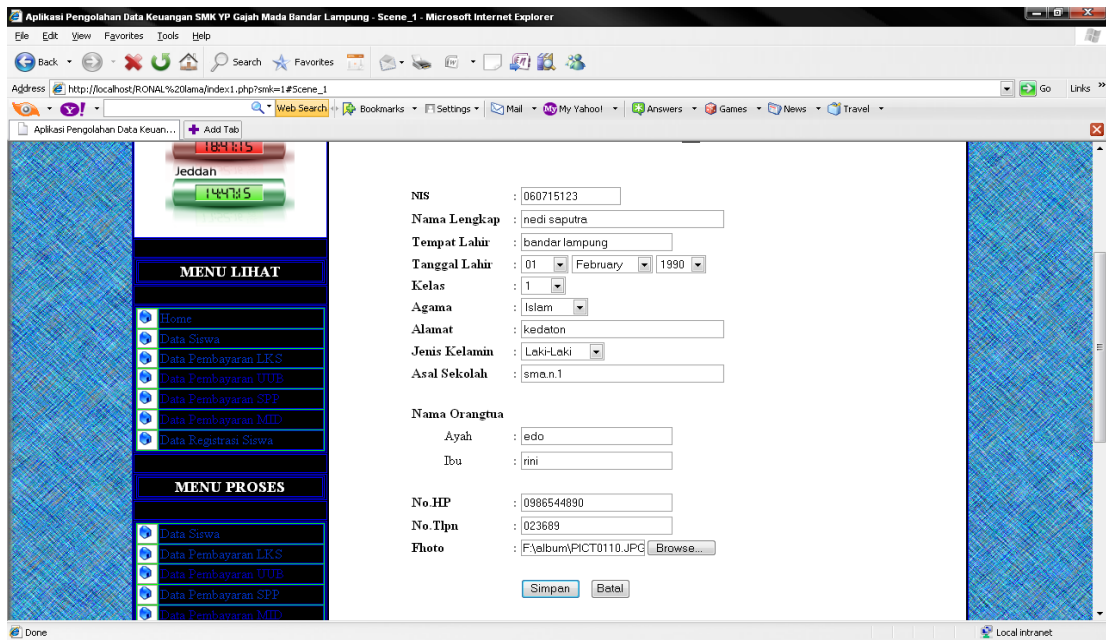 Aplikasi Pengolahan Data Keuangan SMK YP Gajah Mada Bandar Lampung - Scene_1 - Microsoft Internet Explorer
File Edit View Favorites Tools Help
Back Search Favorites
Address http://localhost/RONAL%20lama/index1.php?smk=1#Scene_1 Go Links »
Y! Web Search Bookmarks Settings Mail My Yahoo! Answers Games News Travel
Aplikasi Pengolahan Data Keuan... Add Tab
18:47:15
Jeddah
14:47:15
MENU LIHAT
Home
Data Siswa
Data Pembayaran LKS
Data Pembayaran UUB
Data Pembayaran SPP
Data Pembayaran MID
Data Registrasi Siswa
MENU PROSES
Data Siswa
Data Pembayaran LKS
Data Pembayaran UUB
Data Pembayaran SPP
Data Pembayaran MID
NIS : 060715123
Nama Lengkap : nedi saputra
Tempat Lahir : bandar lampung
Tanggal Lahir : 01 February 1990
Kelas : 1
Agama : Islam
Alamat : kedaton
Jenis Kelamin : Laki-Laki
Asal Sekolah : sma.n.1
Nama Orangtua
Ayah : edo
Ibu : rini
No.HP : 0986544890
No.Tlpn : 023689
Fhoto : F:\album\PICT0110.JPG Browse...
Simpan Batal
Done Local intranet